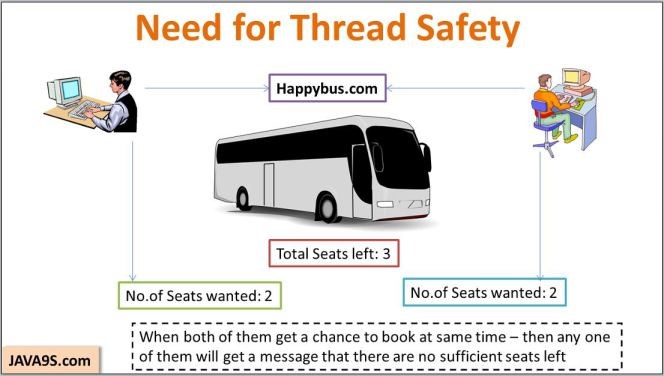 Need for Thread Safety
Happybus.com
Total Seats left: 3
No.of Seats wanted: 2
No.of Seats wanted: 2
When both of them get a chance to book at same time – then any one
of them will get a message that there are no sufficient seats left
JAVA9S.com